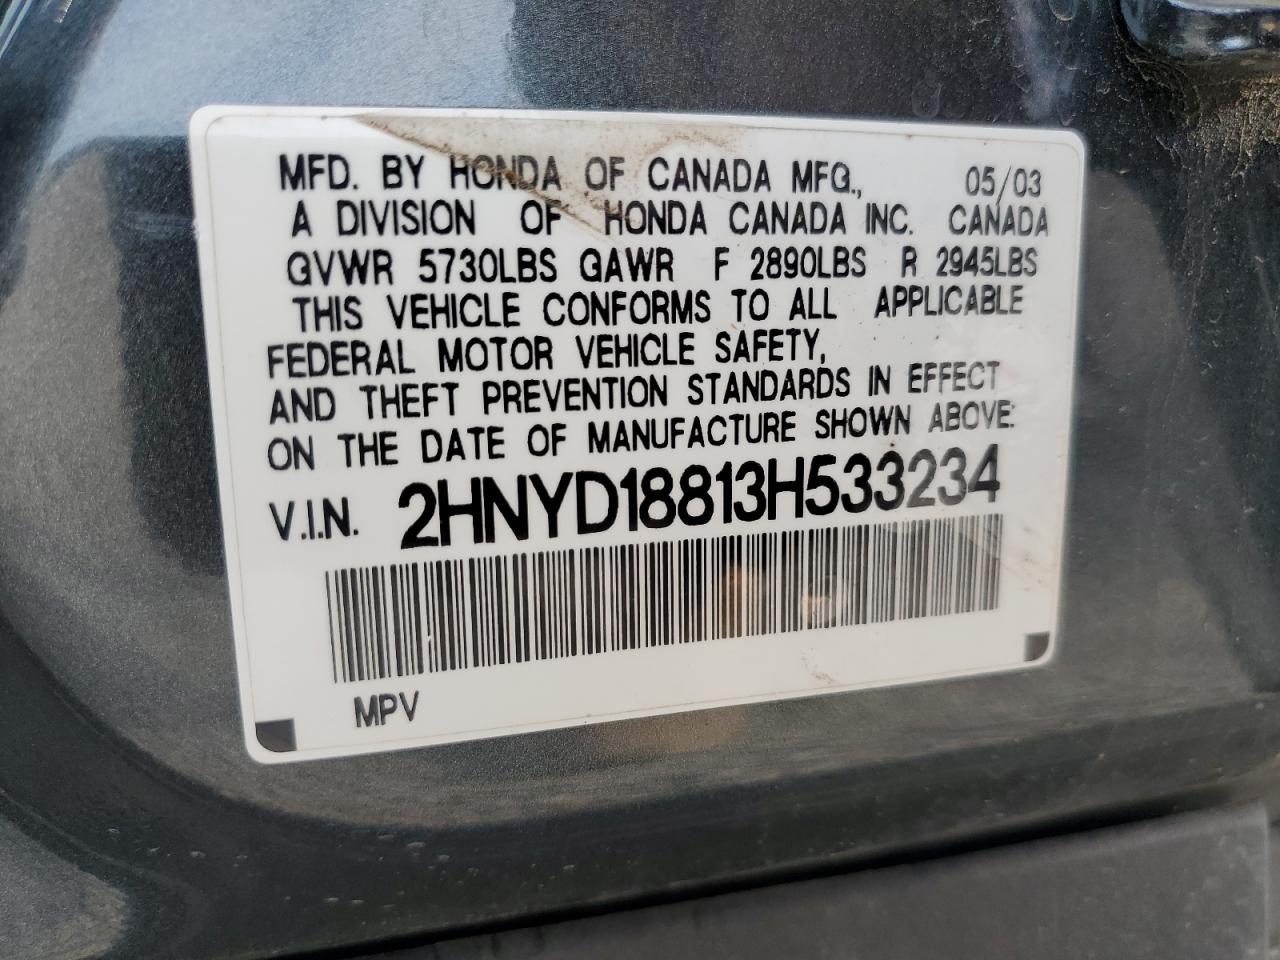 MFD. BY HONDA OF CANADA MFG., 05/03
A DIVISION OF HONDA CANADA INC. CANADA
GVWR 5730LBS GAWR F 2890LBS R 2945LBS
THIS VEHICLE CONFORMS TO ALL APPLICABLE
FEDERAL MOTOR VEHICLE SAFETY,
AND THEFT PREVENTION STANDARDS IN EFFECT
ON THE DATE OF MANUFACTURE SHOWN ABOVE:
V.I.N. 2HNYD18813H533234
MPV